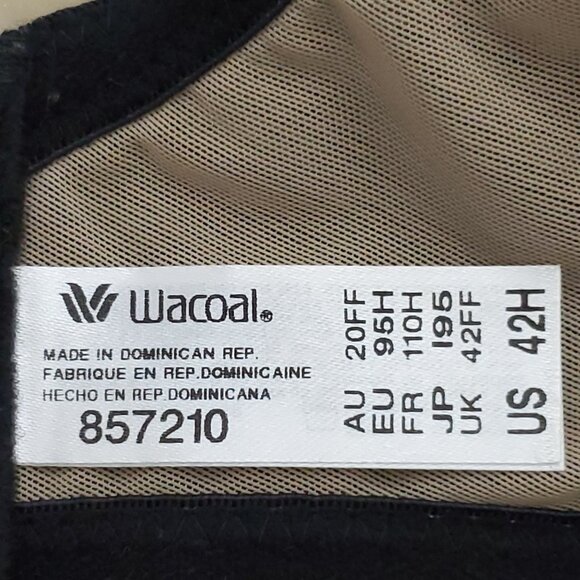 Wacoal®
MADE IN DOMINICAN REP.
FABRIQUE EN REP.DOMINICAINE
HECHO EN REP.DOMINICANA
857210
AU 20FF
EU 95H
FR 110H
JP I95
UK 42FF
US 42H